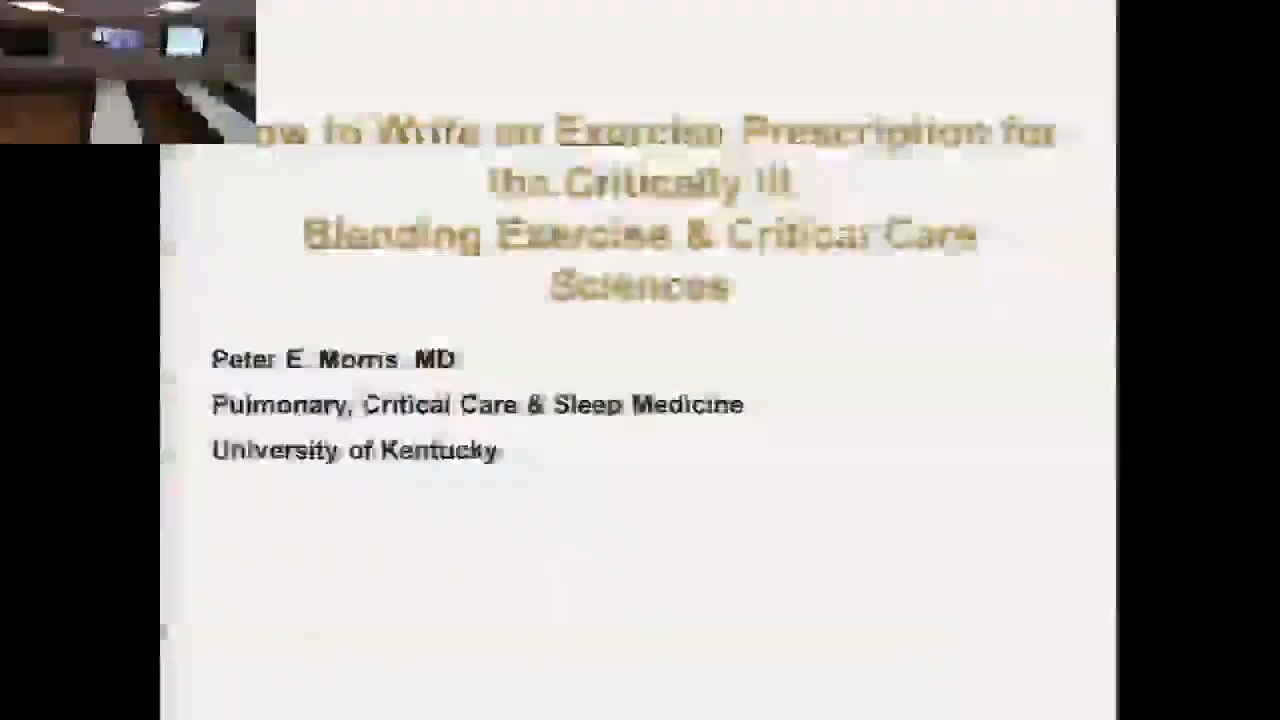 ow to Write an Exercise Prescription for
the Critically Ill
Blending Exercise & Critical Care
Sciences
Peter E. Morris, MD
Pulmonary, Critical Care & Sleep Medicine
University of Kentucky